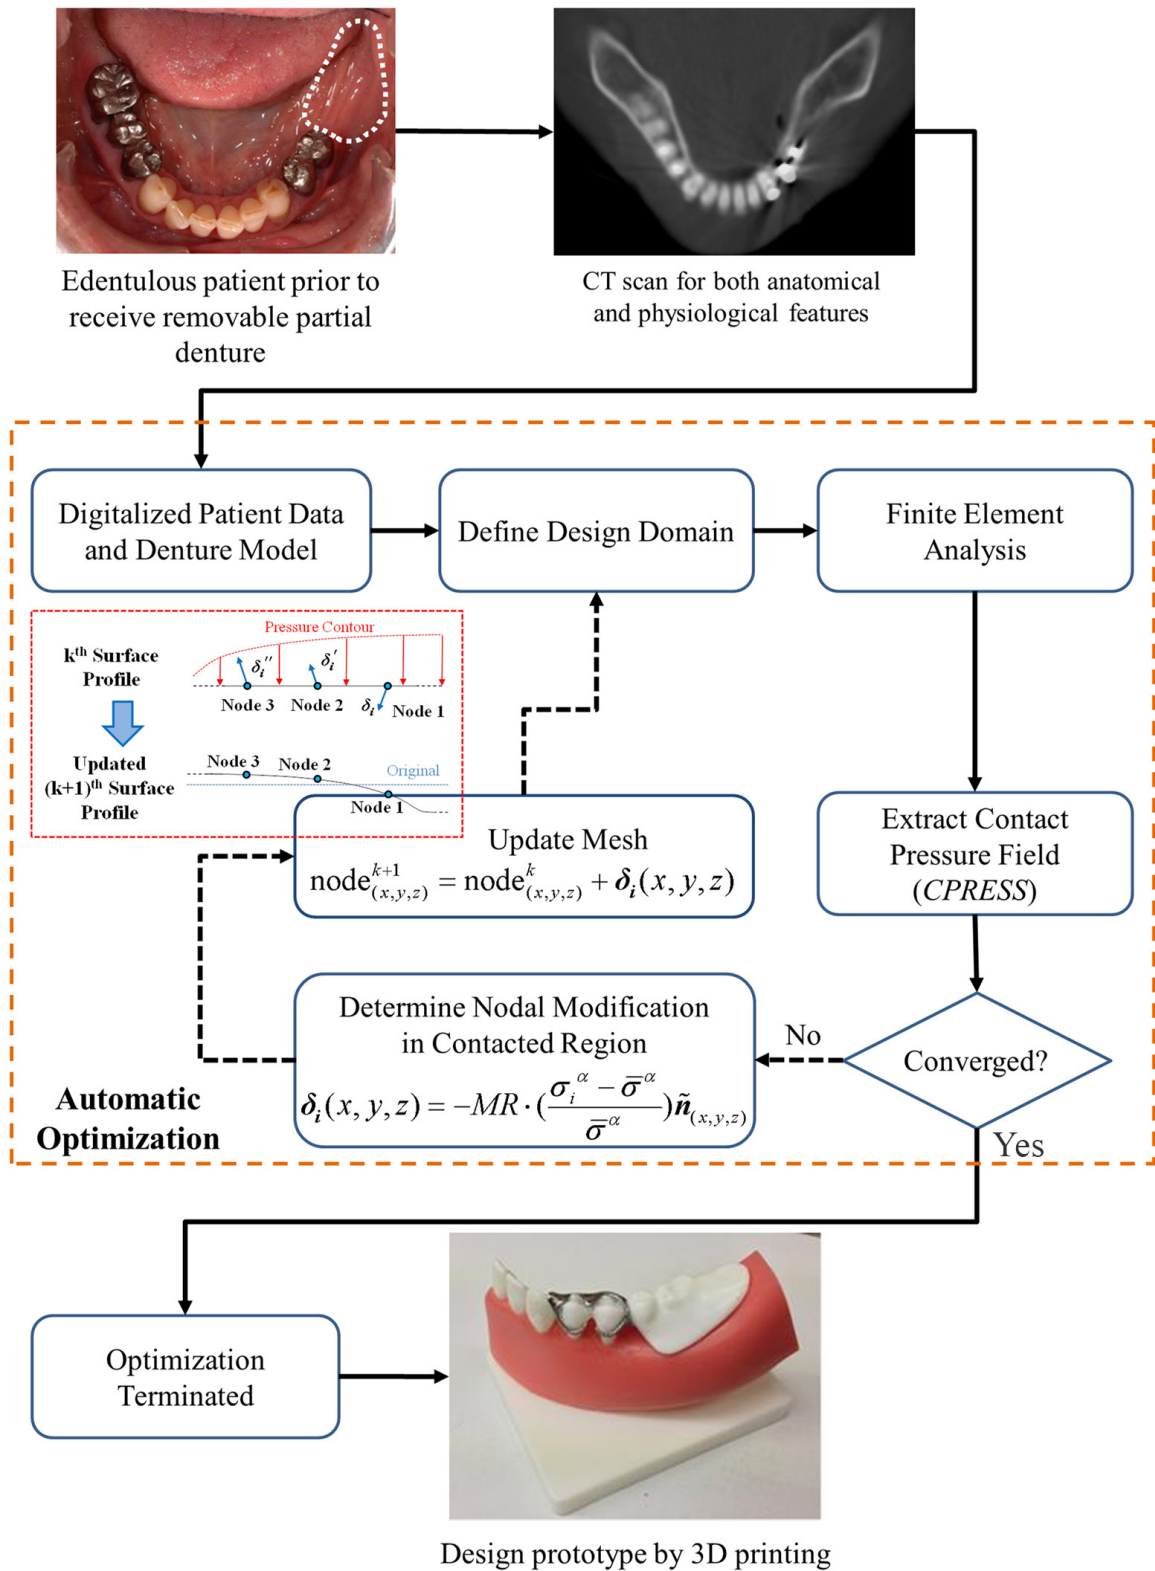 Edentulous patient prior to
receive removable partial
denture
CT scan for both anatomical
and physiological features
Digitalized Patient Data
and Denture Model
Define Design Domain
Finite Element
Analysis
Pressure Contour
kth Surface
Profile
δi′′
δi′
δi
Node 3
Node 2
Node 1
Updated
(k+1)th Surface
Profile
Node 3
Node 2
Original
Node 1
Update Mesh
node^{k+1}_{(x,y,z)} = node^{k}_{(x,y,z)} + δi(x, y, z)
Extract Contact
Pressure Field
(CPRESS)
Determine Nodal Modification
in Contacted Region
δi(x, y, z) = −MR·((σi^α − σ̅^α)/σ̅^α)ñ(x,y,z)
No
Converged?
Yes
Automatic
Optimization
Optimization
Terminated
Design prototype by 3D printing